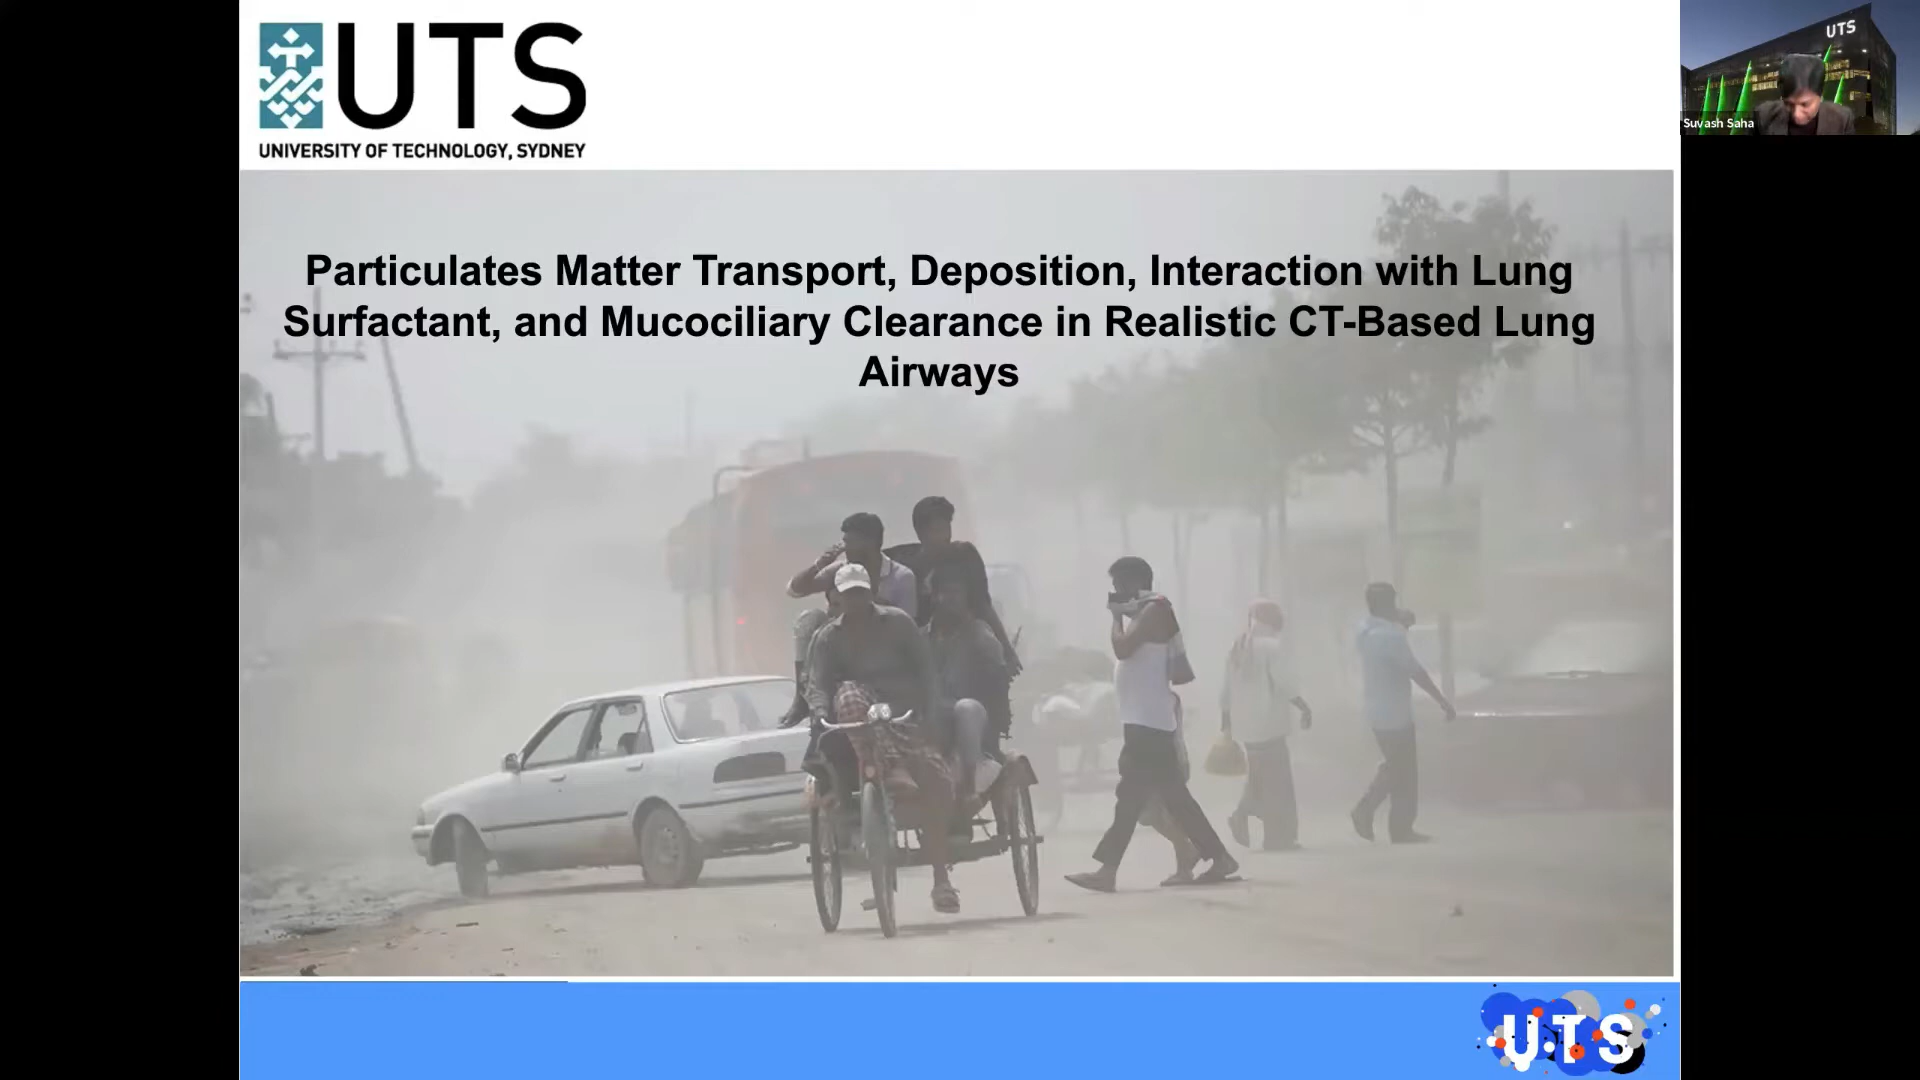 UTS
UNIVERSITY OF TECHNOLOGY, SYDNEY
UTS
Suvash Saha
Particulates Matter Transport, Deposition, Interaction with Lung
Surfactant, and Mucociliary Clearance in Realistic CT-Based Lung
Airways
UTS